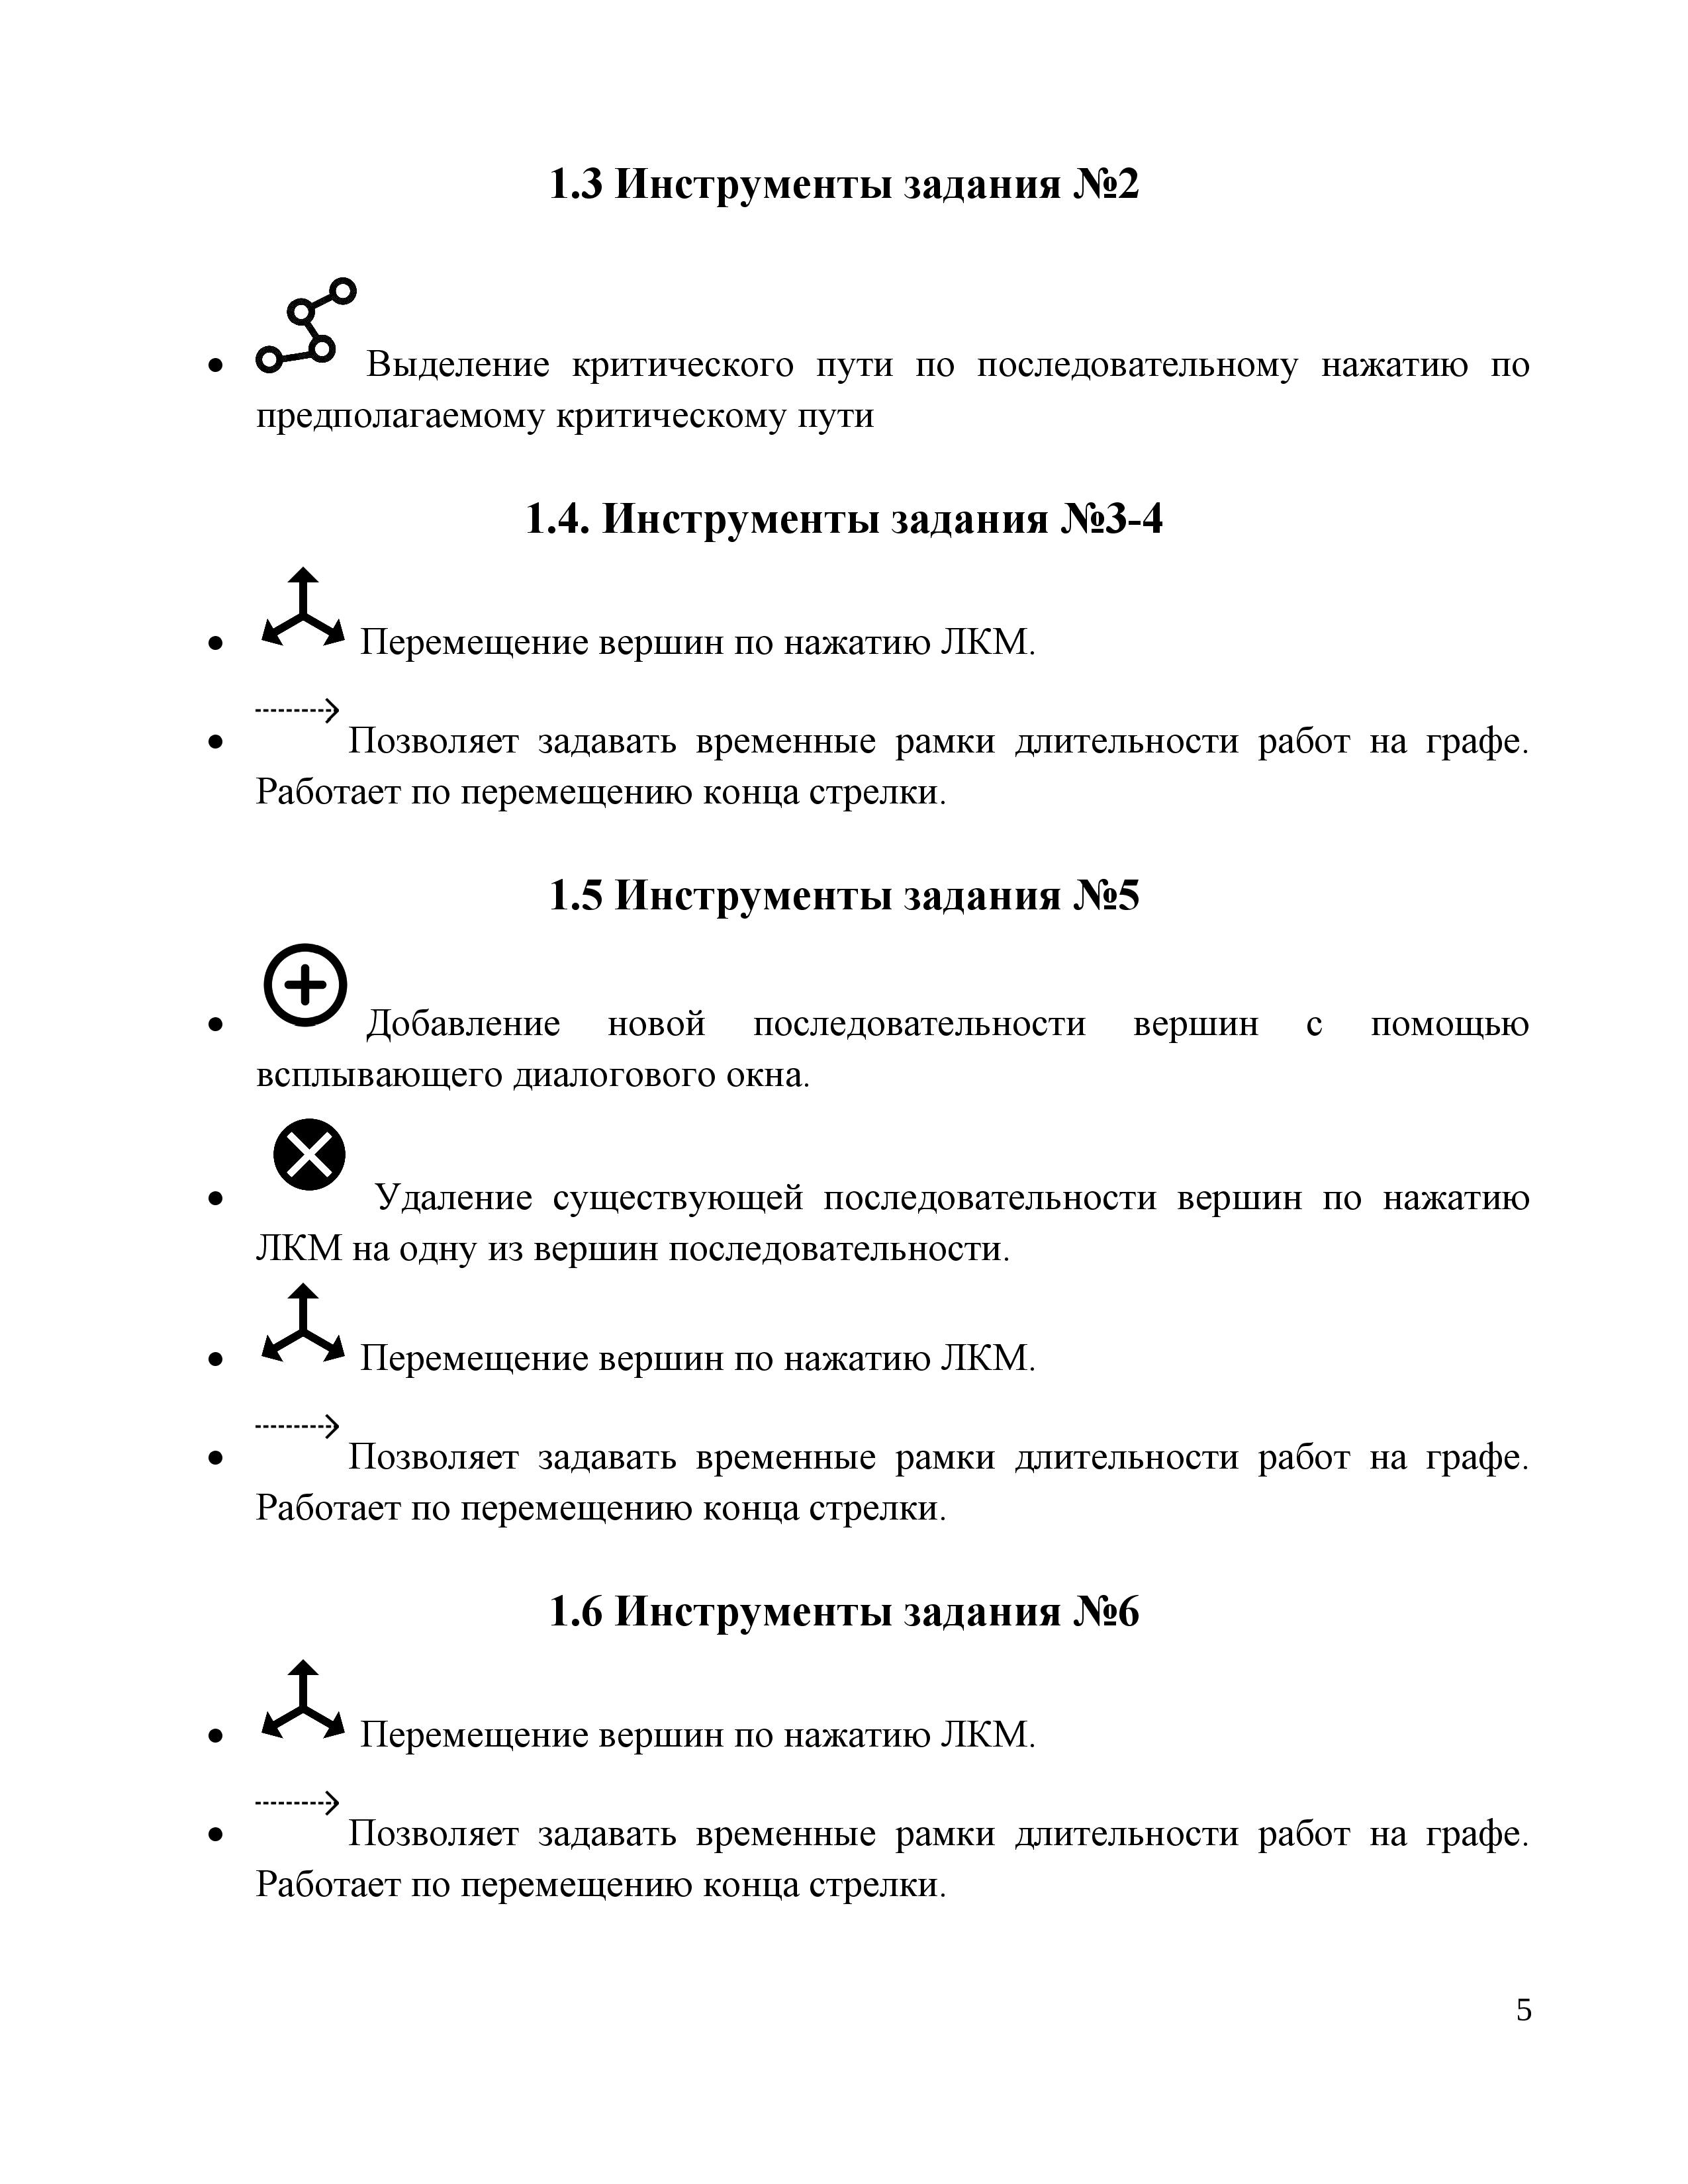 1.3 Инструменты задания №2
• Выделение критического пути по последовательному нажатию по
предполагаемому критическому пути
1.4. Инструменты задания №3-4
• Перемещение вершин по нажатию ЛКМ.
• Позволяет задавать временные рамки длительности работ на графе.
Работает по перемещению конца стрелки.
1.5 Инструменты задания №5
• Добавление новой последовательности вершин с помощью
всплывающего диалогового окна.
• Удаление существующей последовательности вершин по нажатию
ЛКМ на одну из вершин последовательности.
• Перемещение вершин по нажатию ЛКМ.
• Позволяет задавать временные рамки длительности работ на графе.
Работает по перемещению конца стрелки.
1.6 Инструменты задания №6
• Перемещение вершин по нажатию ЛКМ.
• Позволяет задавать временные рамки длительности работ на графе.
Работает по перемещению конца стрелки.
5